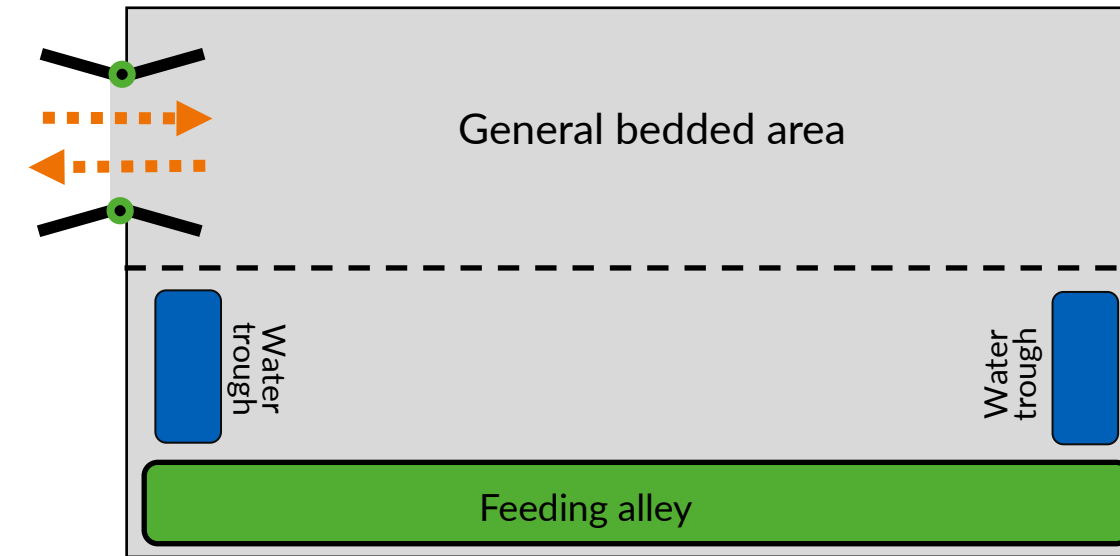 General bedded area
Water
trough
Water
trough
Feeding alley